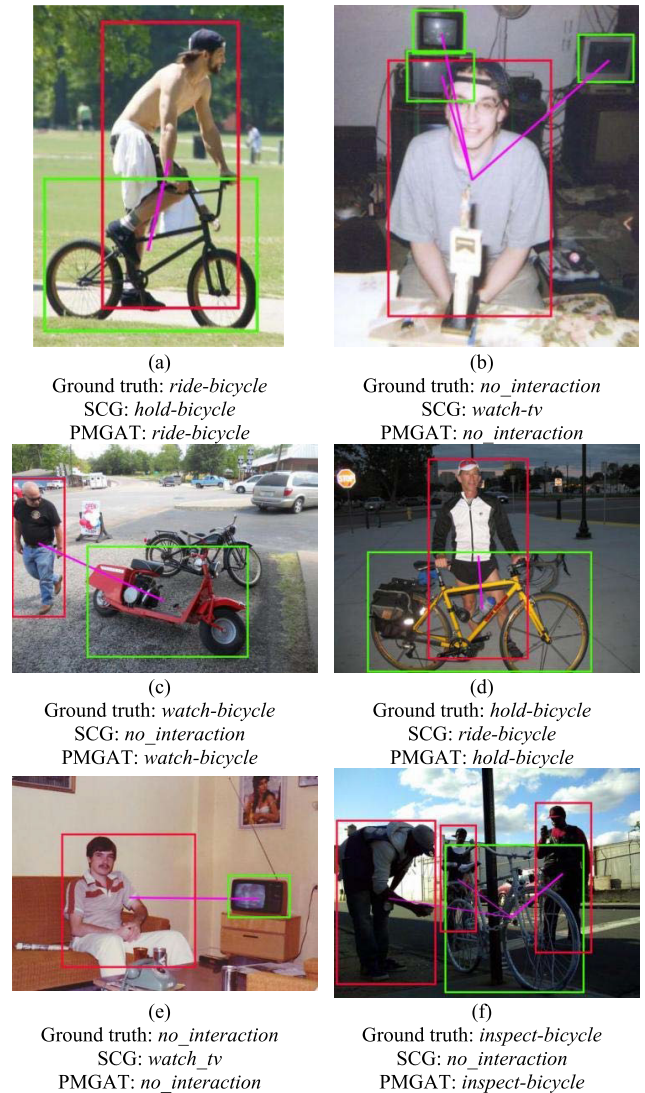 (a)
Ground truth: ride-bicycle
SCG: hold-bicycle
PMGAT: ride-bicycle
(b)
Ground truth: no_interaction
SCG: watch-tv
PMGAT: no_interaction
(c)
Ground truth: watch-bicycle
SCG: no_interaction
PMGAT: watch-bicycle
(d)
Ground truth: hold-bicycle
SCG: ride-bicycle
PMGAT: hold-bicycle
(e)
Ground truth: no_interaction
SCG: watch_tv
PMGAT: no_interaction
(f)
Ground truth: inspect-bicycle
SCG: no_interaction
PMGAT: inspect-bicycle